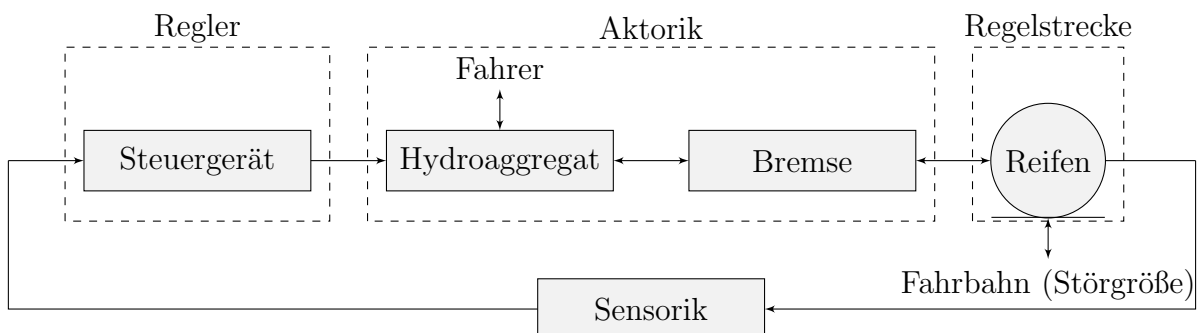 Regler
Aktorik
Regelstrecke
Fahrer
Steuergerät
Hydroaggregat
Bremse
Reifen
Fahrbahn (Störgröße)
Sensorik